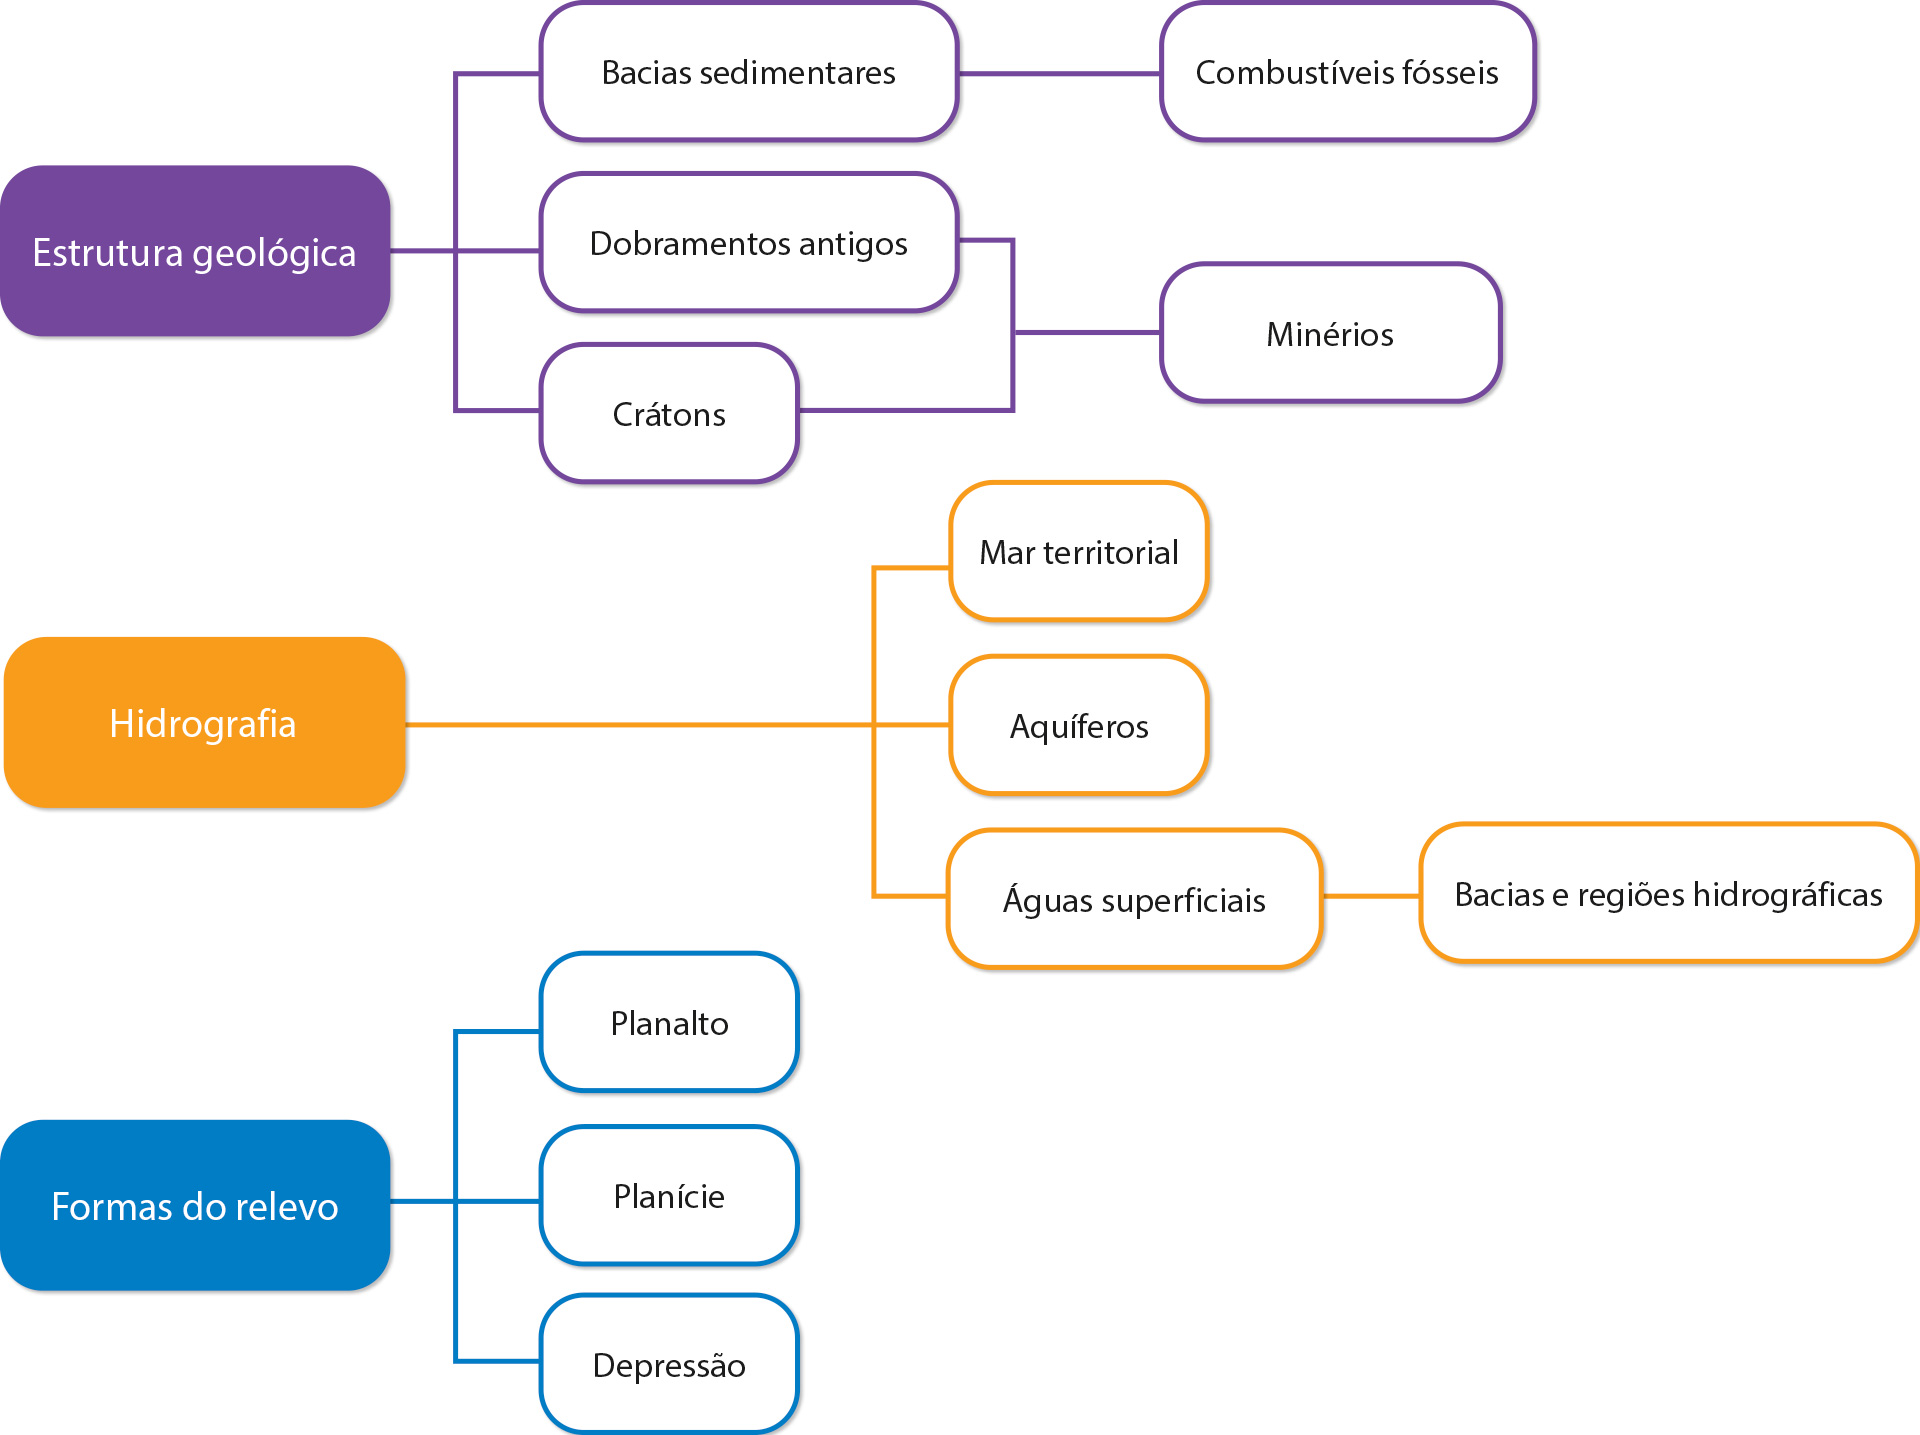 Estrutura geológica
Bacias sedimentares
Combustíveis fósseis
Dobramentos antigos
Crátons
Minérios
Hidrografia
Mar territorial
Aquíferos
Águas superficiais
Bacias e regiões hidrográficas
Formas do relevo
Planalto
Planície
Depressão